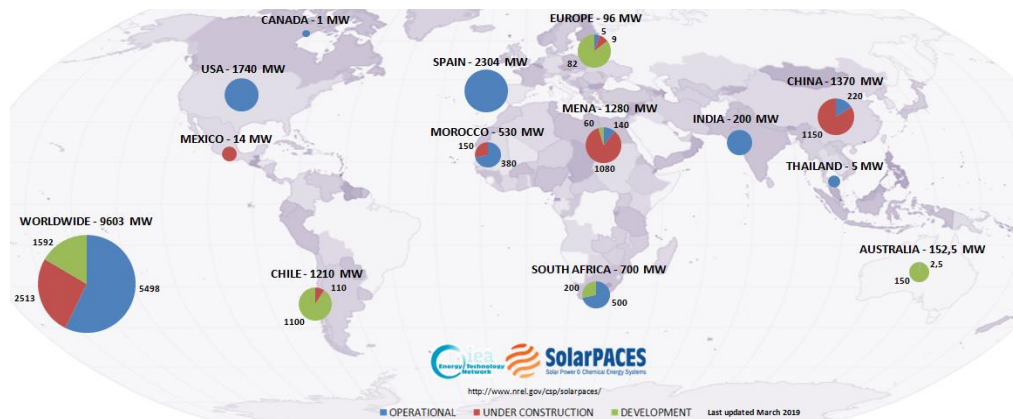 CANADA - 1 MW
EUROPE - 96 MW
5
9
82
USA - 1740 MW
SPAIN - 2304 MW
CHINA - 1370 MW
220
1150
MENA - 1280 MW
60
140
1080
INDIA - 200 MW
MEXICO - 14 MW
MOROCCO - 530 MW
150
380
THAILAND - 5 MW
WORLDWIDE - 9603 MW
1592
2513
5498
CHILE - 1210 MW
110
1100
SOUTH AFRICA - 700 MW
200
500
AUSTRALIA - 152,5 MW
2,5
150
iea
Energy Technology
Network
SolarPACES
Solar Power & Chemical Energy Systems
http://www.nrel.gov/csp/solarpaces/
OPERATIONAL UNDER CONSTRUCTION DEVELOPMENT Last updated March 2019